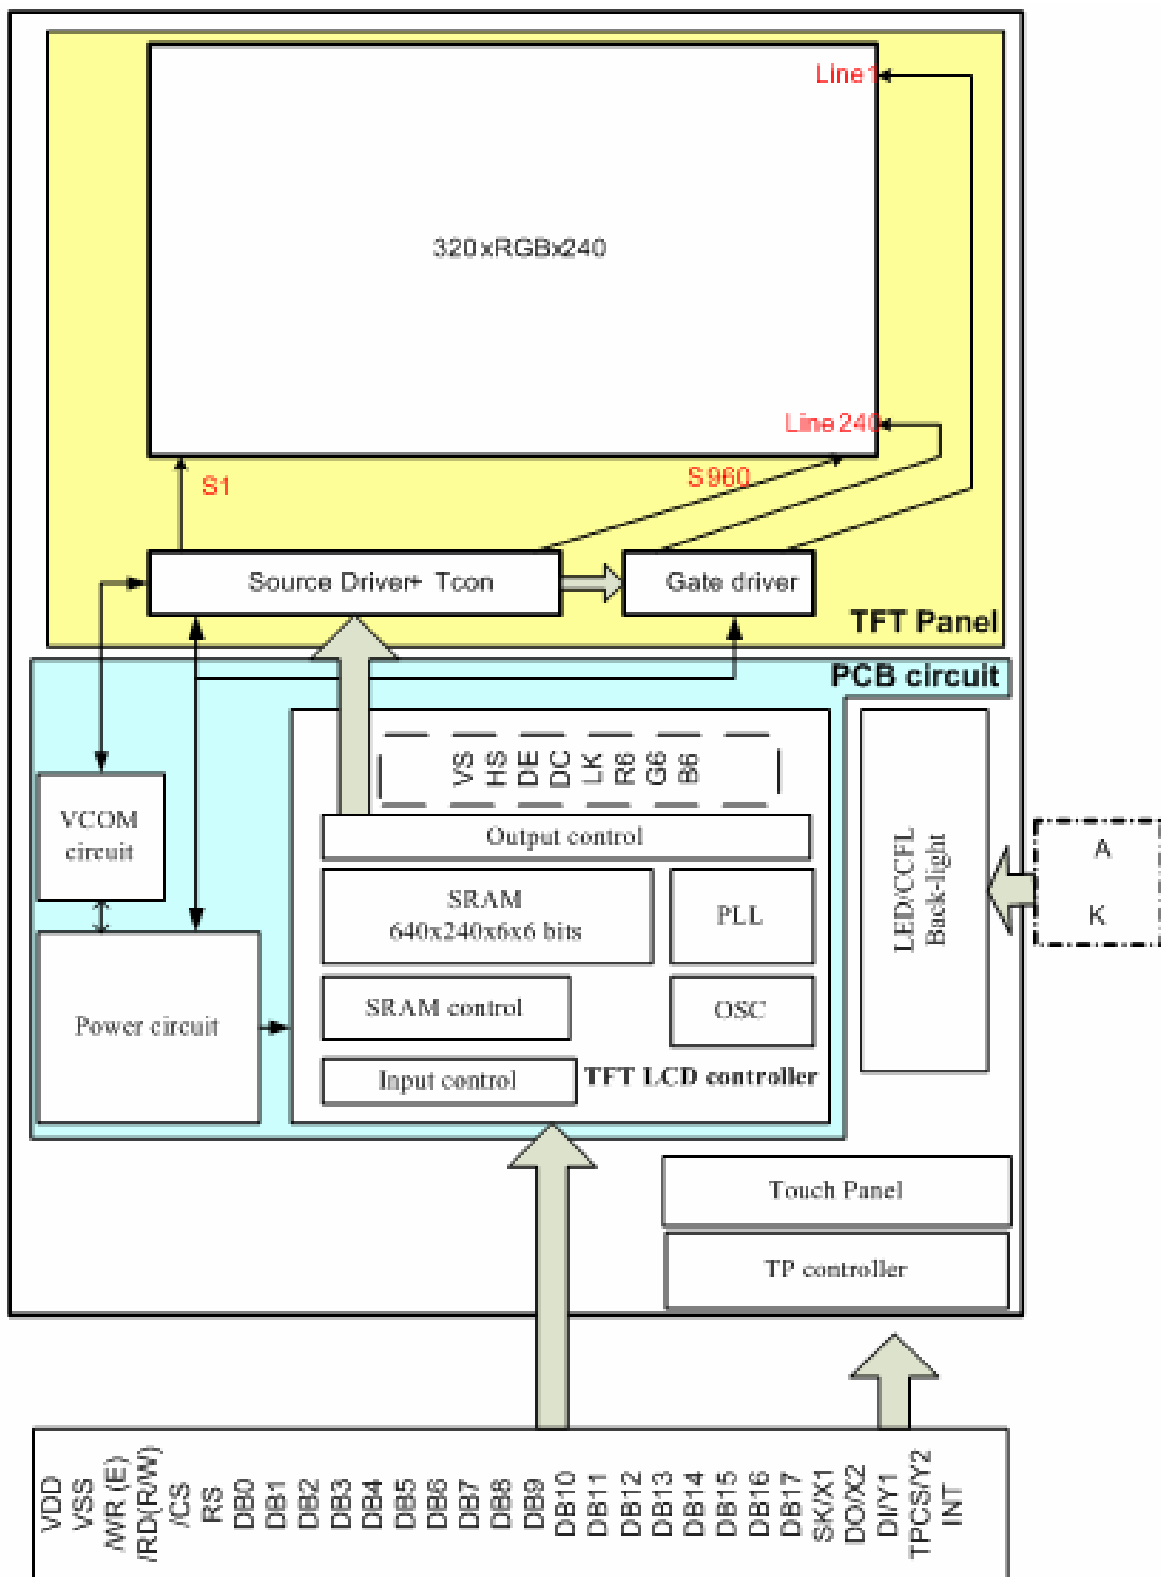 Line 1
320xRGBx240
Line 240
S1
S960
Source Driver+ Tcon
Gate driver
TFT Panel
PCB circuit
VS
HS
DE
DC
LK
R6
G6
B6
VCOM
circuit
Output control
SRAM
640x240x6x6 bits
PLL
LED/CCFL
Back-light
A
K
Power circuit
SRAM control
OSC
Input control
TFT LCD controller
Touch Panel
TP controller
VDD
VSS
/WR (E)
/RD(R/W)
/CS
RS
DB0
DB1
DB2
DB3
DB4
DB5
DB6
DB7
DB8
DB9
DB10
DB11
DB12
DB13
DB14
DB15
DB16
DB17
SK/X1
DO/X2
DI/Y1
TPCS/Y2
INT